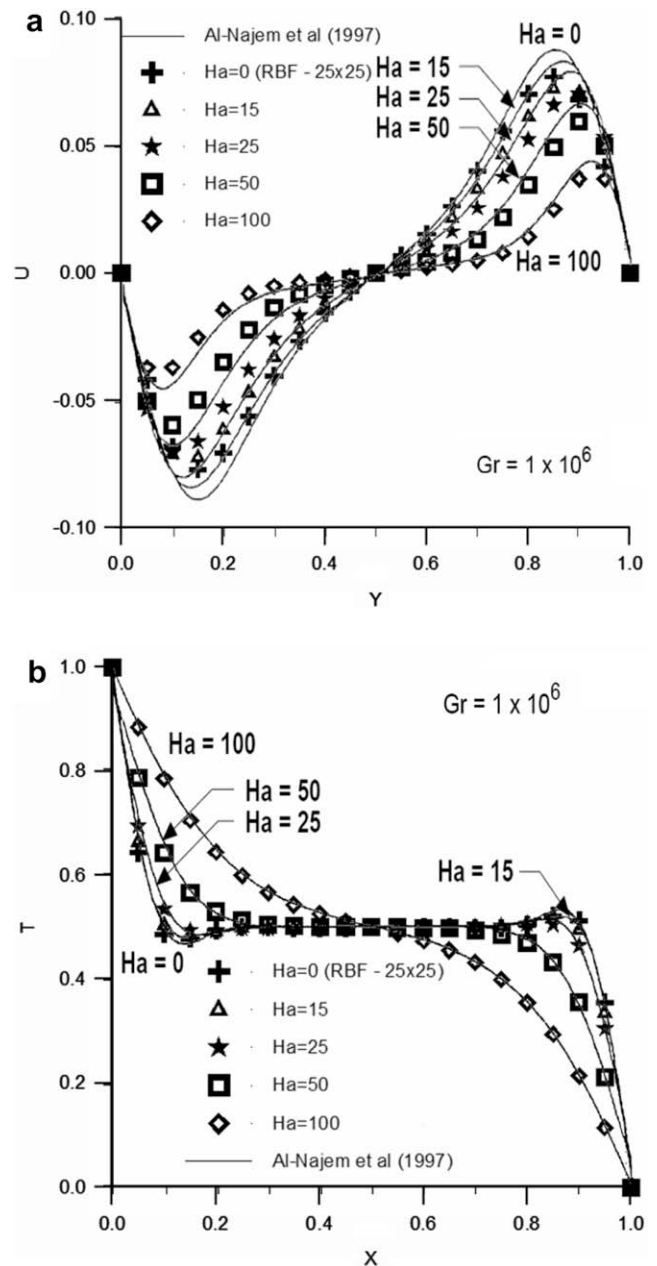 a
0.10
0.05
0.00
-0.05
-0.10
U
Al-Najem et al (1997)
Ha=0 (RBF - 25x25)
Ha=15
Ha=25
Ha=50
Ha=100
Ha = 0
Ha = 15
Ha = 25
Ha = 50
Ha = 100
Gr = 1 x 10⁶
0.0 0.2 0.4 0.6 0.8 1.0
Y
b
1.0
0.8
0.6
0.4
0.2
0.0
T
Gr = 1 x 10⁶
Ha = 100
Ha = 50
Ha = 25
Ha = 15
Ha = 0
Ha=0 (RBF - 25x25)
Ha=15
Ha=25
Ha=50
Ha=100
Al-Najem et al (1997)
0.0 0.2 0.4 0.6 0.8 1.0
X